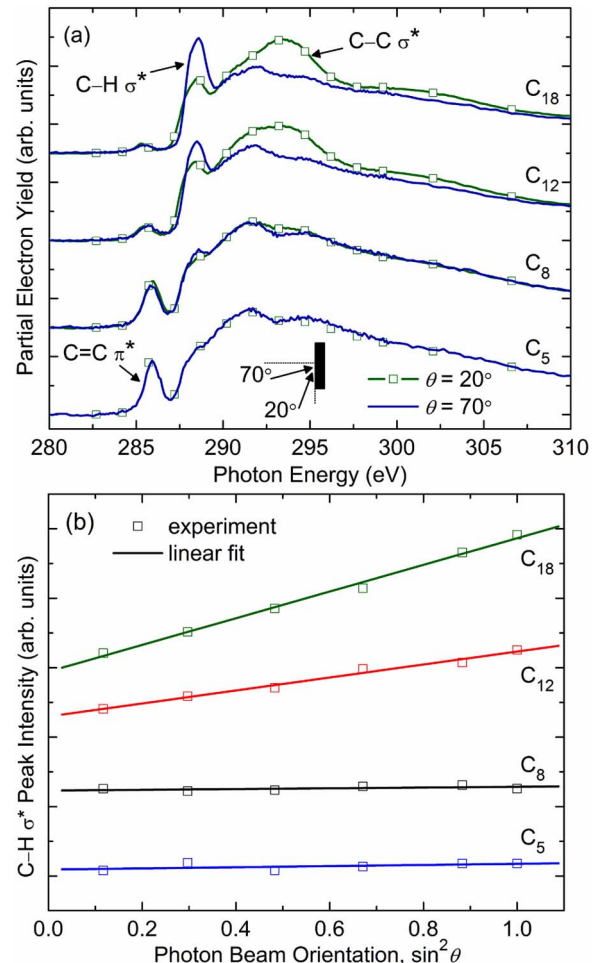 (a)
C–H σ*
C–C σ*
C18
C12
C8
C5
C=C π*
70°
20°
θ = 20°
θ = 70°
Partial Electron Yield (arb. units)
280 285 290 295 300 305 310
Photon Energy (eV)
(b)
experiment
linear fit
C18
C12
C8
C5
C–H σ* Peak Intensity (arb. units)
0.0 0.2 0.4 0.6 0.8 1.0
Photon Beam Orientation, sin²θ